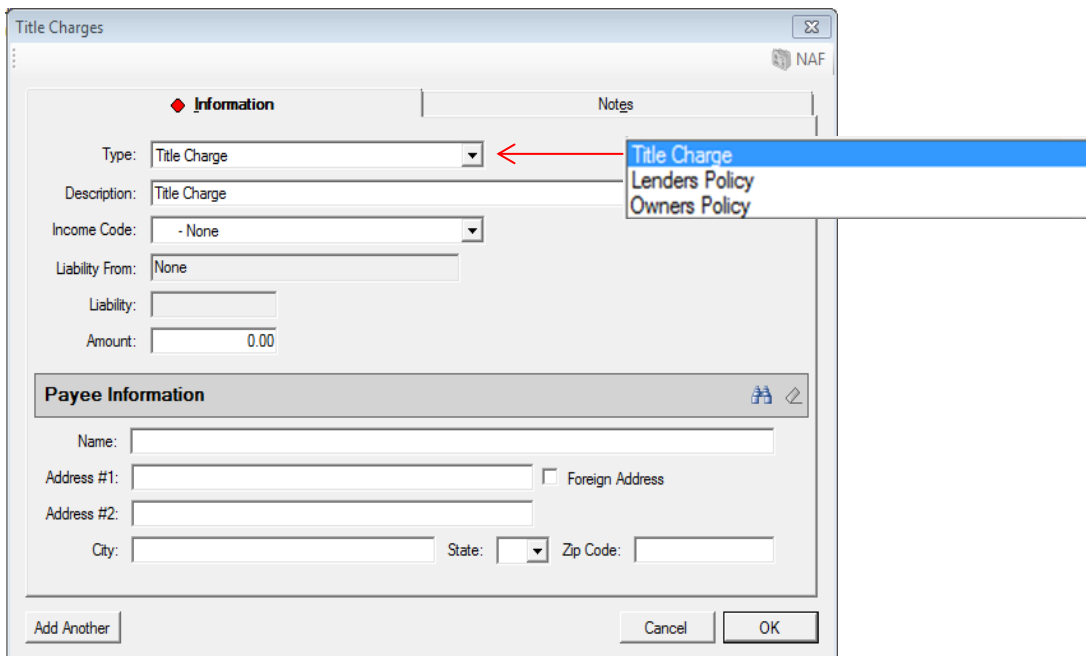 Title Charges
NAF
Information
Notes
Type: Title Charge
Title Charge
Lenders Policy
Owners Policy
Description: Title Charge
Income Code: - None
Liability From: None
Liability:
Amount: 0.00
Payee Information
Name:
Address #1:
Foreign Address
Address #2:
City: State: Zip Code:
Add Another Cancel OK